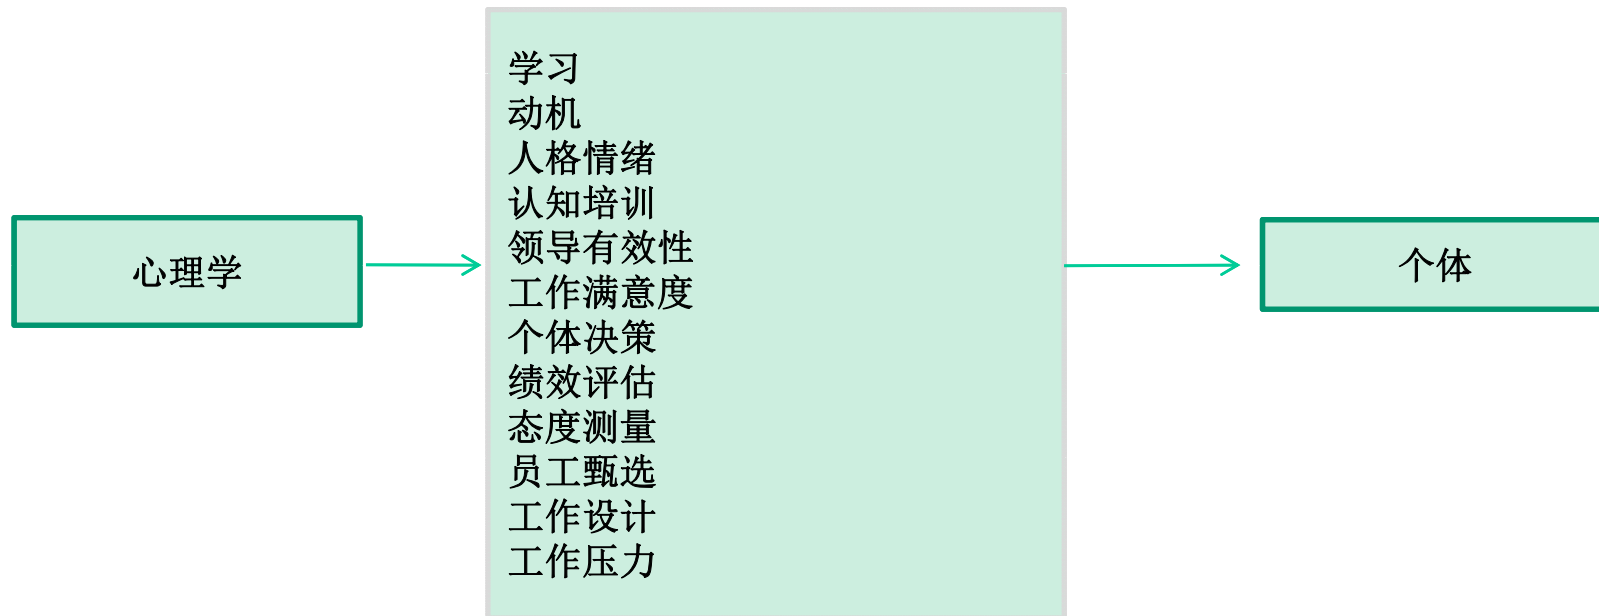 心理学
学习
动机
人格情绪
认知培训
领导有效性
工作满意度
个体决策
绩效评估
态度测量
员工甄选
工作设计
工作压力
个体